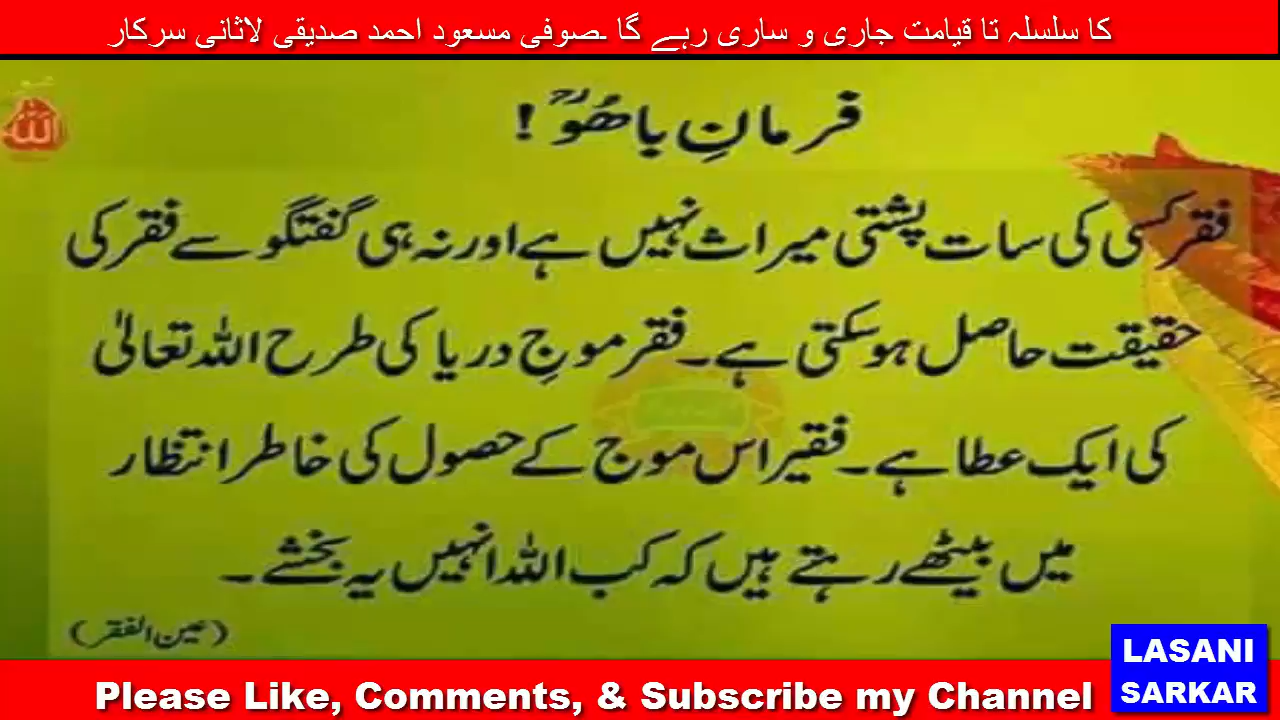 کا سلسلہ تا قیامت جاری و ساری رہے گا ۔صوفی مسعود احمد صدیقی لاثانی سرکار
اللہ
فرمانِ باھُوؒ !
فقر کسی کی سات پشتی میراث نہیں ہے اور نہ ہی گفتگو سے فقر کی
حقیقت حاصل ہو سکتی ہے۔ فقر موجِ دریا کی طرح اللہ تعالیٰ
کی ایک عطا ہے۔ فقیر اس موج کے حصول کی خاطر انتظار
میں بیٹھے رہتے ہیں کہ کب اللہ انہیں یہ بخشے۔
(عین الفقر)
LASANI
SARKAR
Please Like, Comments, & Subscribe my Channel